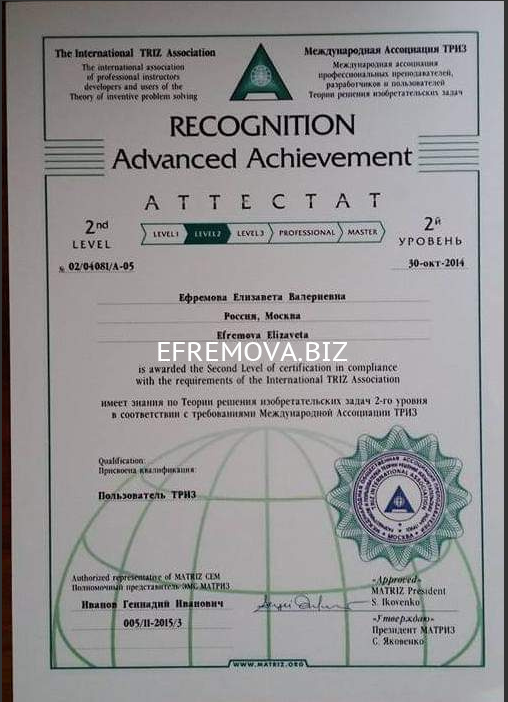 The International TRIZ Association
The international association
of professional instructors
developers and users of the
Theory of inventive problem solving
Международная Ассоциация ТРИЗ
Международная ассоциация
профессиональных преподавателей,
разработчиков и пользователей
Теории решения изобретательских задач
RECOGNITION
Advanced Achievement
АТТЕСТАТ
2nd
LEVEL
LEVEL 1 LEVEL 2 LEVEL 3 PROFESSIONAL MASTER
2й
УРОВЕНЬ
№ 02/04081/A-05
30-окт-2014
Ефремова Елизавета Валериевна
Россия, Москва
Efremova Elizaveta
EFREMOVA.BIZ
is awarded the Second Level of certification in compliance
with the requirements of the International TRIZ Association
имеет знания по Теории решения изобретательских задач 2-го уровня
в соответствии с требованиями Международной Ассоциации ТРИЗ
Qualification:
Присвоена квалификация:
Пользователь ТРИЗ
Authorized representative of MATRIZ CEM
Полномочный представитель ЭМС МАТРИЗ
Иванов Геннадий Иванович
005/II-2015/3
«Approved»
MATRIZ President
S. Ikovenko
«Утверждаю»
Президент МАТРИЗ
С. Яковенко
WWW.MATRIZ.ORG